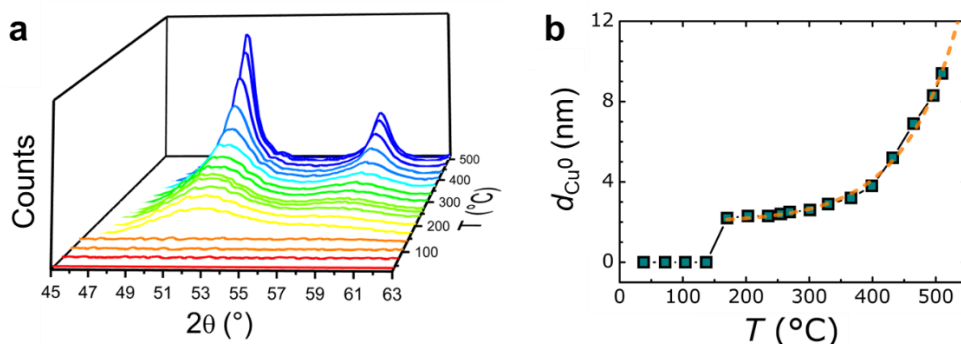 a
Counts
500
400
300
200
100
T (°C)
45 47 49 51 53 55 57 59 61 63
2θ (°)
b
12
8
4
0
d_Cu⁰ (nm)
0 100 200 300 400 500
T (°C)